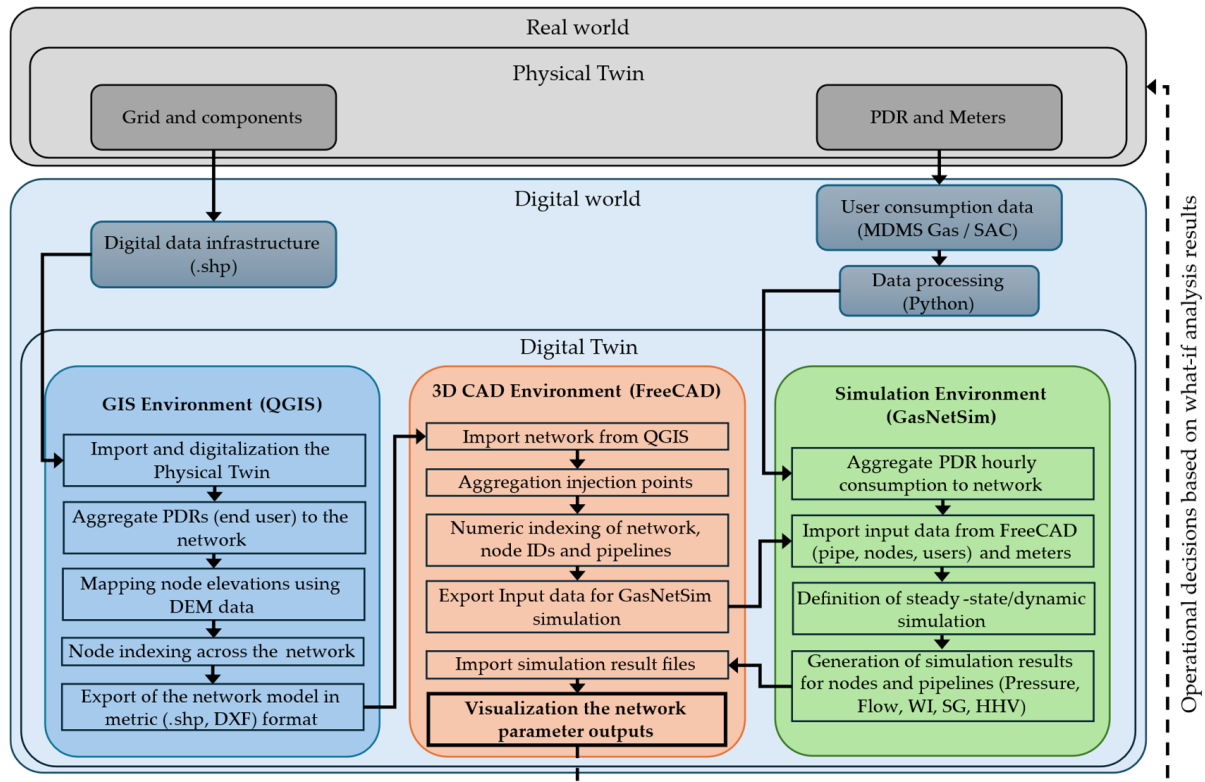 Real world
Physical Twin
Grid and components
PDR and Meters
Digital world
Digital data infrastructure
(.shp)
User consumption data
(MDMS Gas / SAC)
Data processing
(Python)
Digital Twin
GIS Environment (QGIS)
Import and digitalization the
Physical Twin
Aggregate PDRs (end user) to the
network
Mapping node elevations using
DEM data
Node indexing across the network
Export of the network model in
metric (.shp, DXF) format
3D CAD Environment (FreeCAD)
Import network from QGIS
Aggregation injection points
Numeric indexing of network,
node IDs and pipelines
Export Input data for GasNetSim
simulation
Import simulation result files
Visualization the network
parameter outputs
Simulation Environment
(GasNetSim)
Aggregate PDR hourly
consumption to network
Import input data from FreeCAD
(pipe, nodes, users) and meters
Definition of steady-state/dynamic
simulation
Generation of simulation results
for nodes and pipelines (Pressure,
Flow, WI, SG, HHV)
Operational decisions based on what-if analysis results